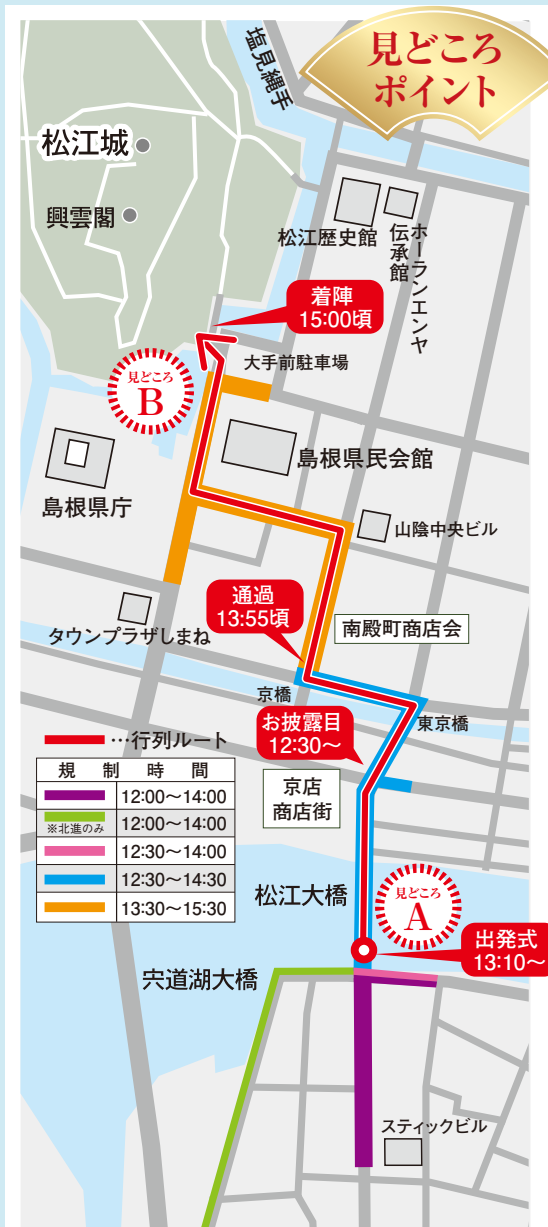 見どころ
ポイント
塩見縄手
松江城
興雲閣
松江歴史館
ホーランエンヤ
伝承館
着陣
15:00頃
大手前駐車場
見どころ
B
島根県民会館
島根県庁
山陰中央ビル
通過
13:55頃
南殿町商店会
タウンプラザしまね
京橋
東京橋
お披露目
12:30～
…行列ルート
京店
商店街
規制時間
12:00～14:00
※北進のみ
12:00～14:00
12:30～14:00
12:30～14:30
13:30～15:30
松江大橋
見どころ
A
出発式
13:10～
宍道湖大橋
スティックビル